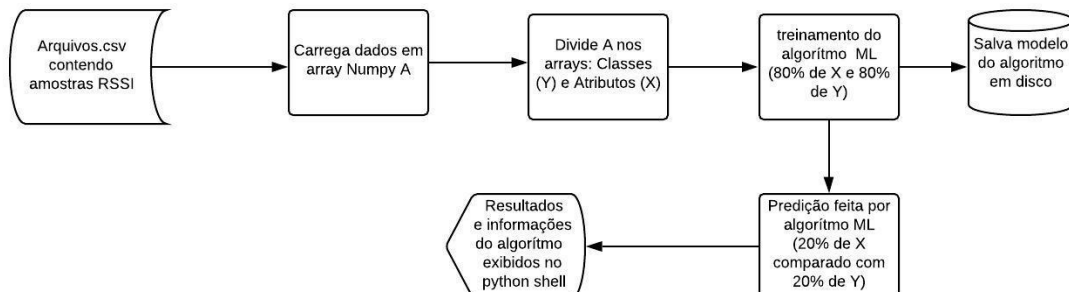 Arquivos.csv
contendo
amostras RSSI
Carrega dados em
array Numpy A
Divide A nos
arrays: Classes
(Y) e Atributos (X)
treinamento do
algorítmo ML
(80% de X e 80%
de Y)
Salva modelo
do algoritmo
em disco
Predição feita por
algorítmo ML
(20% de X
comparado com
20% de Y)
Resultados
e informações
do algorítmo
exibidos no
python shell